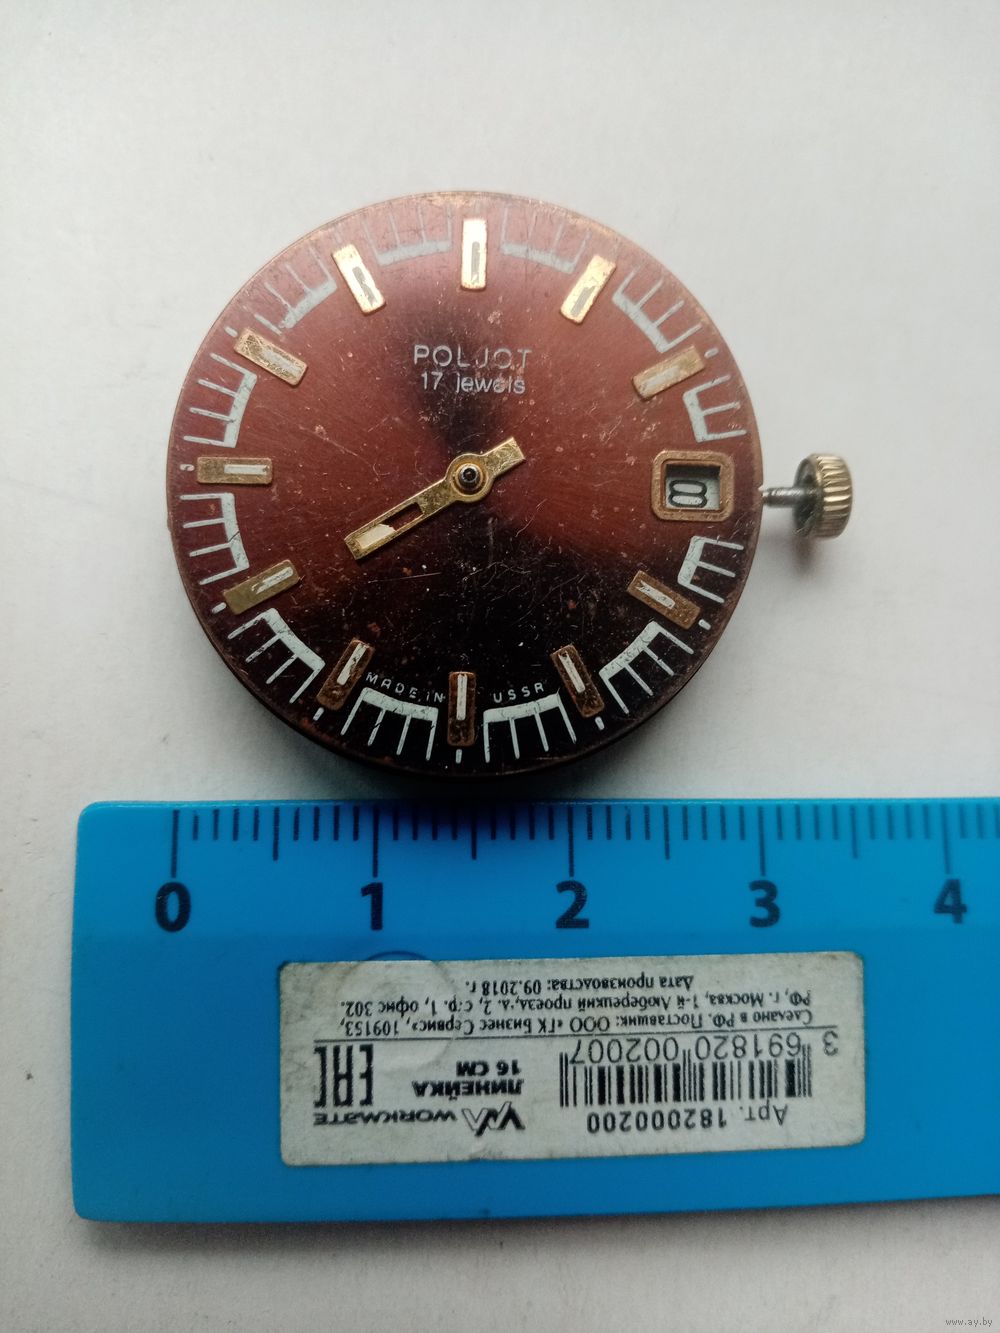 POLJOT
17 jewels
8
MADE IN USSR
0 1 2 3 4
Арт. 182000200
3 691820 002007
WORKMATE
ЛИНЕЙКА
16 СМ
EAC
Сделано в РФ. Поставщик: ООО «ГК Бизнес Сервис», 109153,
РФ, г. Москва, 1-й Люберецкий проезд, д. 2, стр. 1, офис 302.
Дата производства: 09.2018 г.
www.ay.by